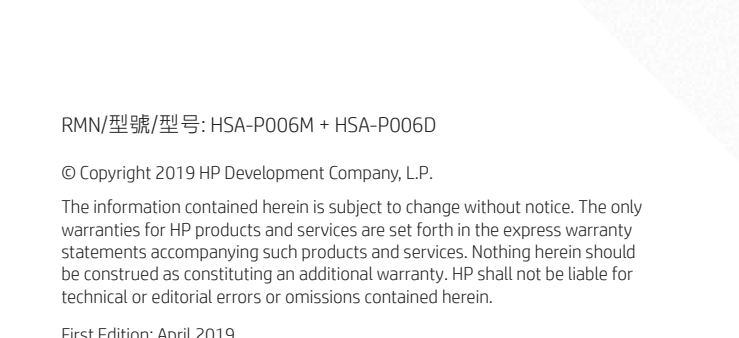 RMN/型號/型号: HSA-P006M + HSA-P006D
© Copyright 2019 HP Development Company, L.P.
The information contained herein is subject to change without notice. The only
warranties for HP products and services are set forth in the express warranty
statements accompanying such products and services. Nothing herein should
be construed as constituting an additional warranty. HP shall not be liable for
technical or editorial errors or omissions contained herein.
First Edition: April 2019